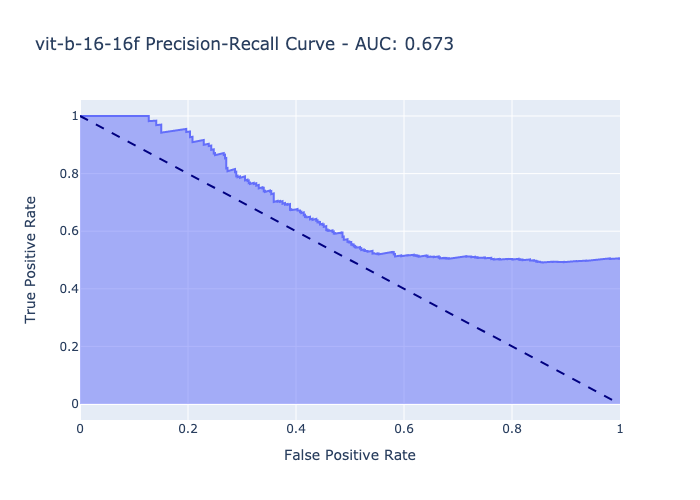 vit-b-16-16f Precision-Recall Curve - AUC: 0.673
1
0.8
0.6
0.4
0.2
0
True Positive Rate
0 0.2 0.4 0.6 0.8 1
False Positive Rate